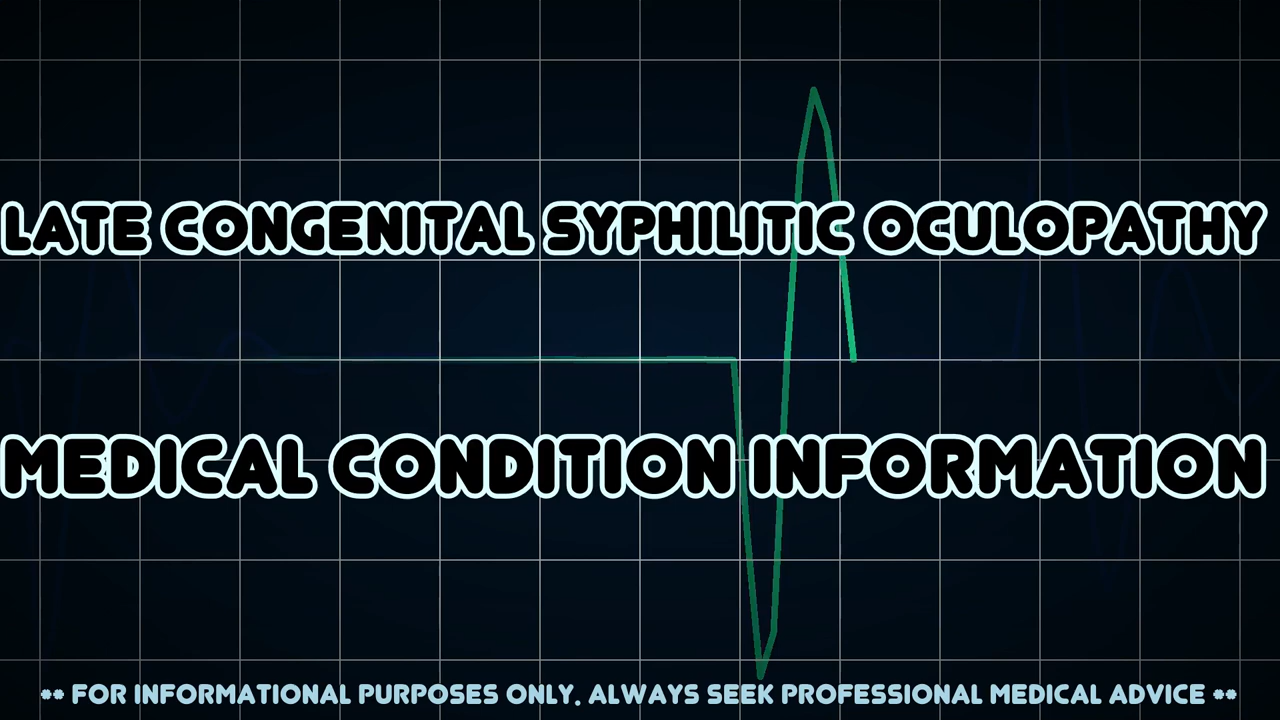 LATE CONGENITAL SYPHILITIC OCULOPATHY
MEDICAL CONDITION INFORMATION
** FOR INFORMATIONAL PURPOSES ONLY. ALWAYS SEEK PROFESSIONAL MEDICAL ADVICE **